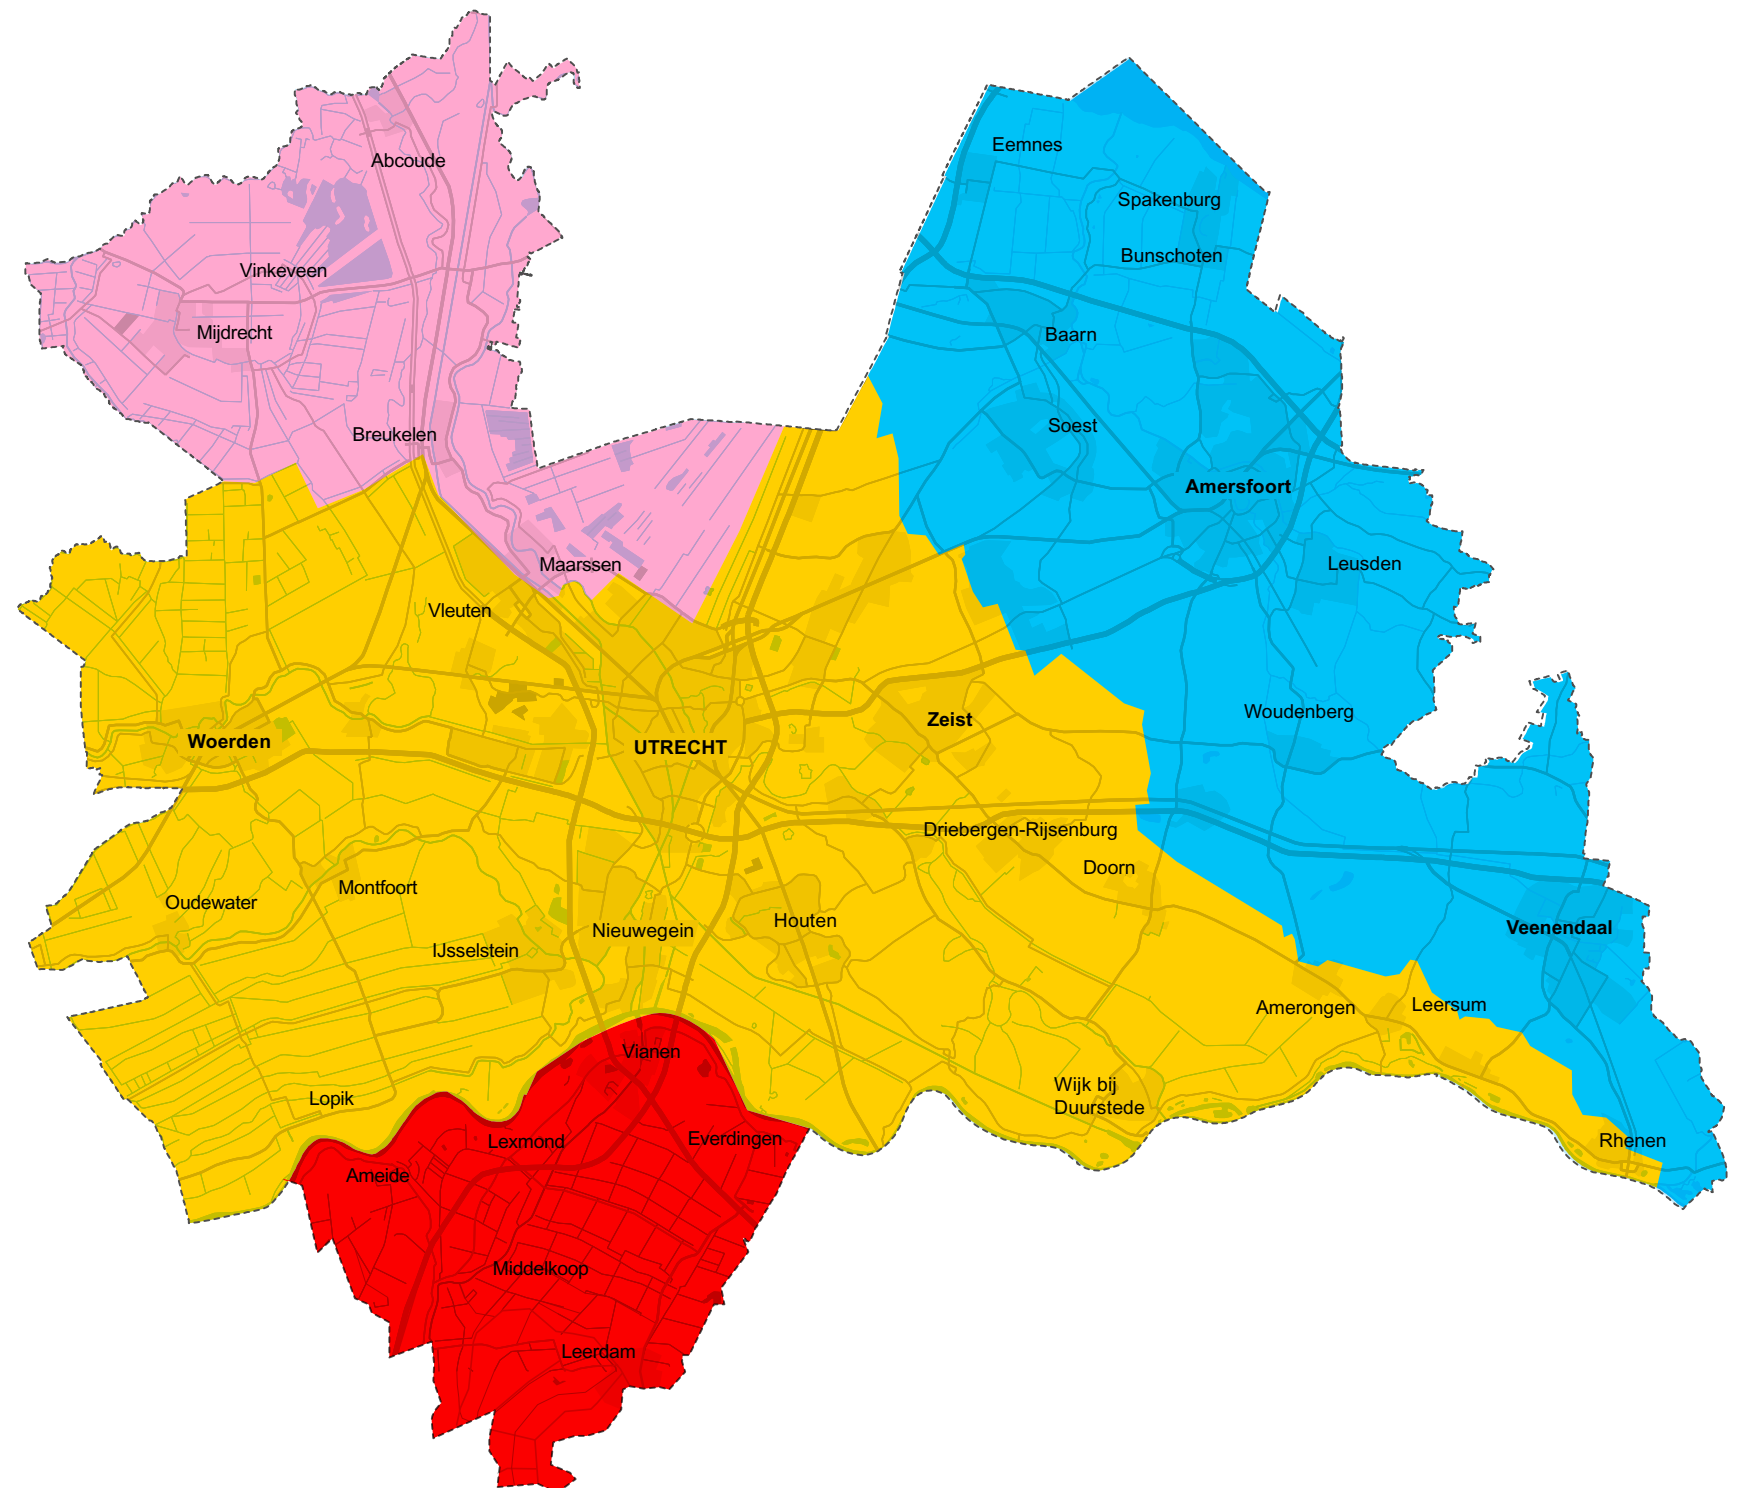 Eemnes
Abcoude
Spakenburg
Bunschoten
Vinkeveen
Mijdrecht
Baarn
Breukelen
Soest
Amersfoort
Maarssen
Leusden
Vleuten
Woudenberg
Zeist
Woerden
UTRECHT
Driebergen-Rijsenburg
Doorn
Montfoort
Oudewater
Houten
Nieuwegein
Veenendaal
IJsselstein
Amerongen
Leersum
Vianen
Wijk bij
Duurstede
Lopik
Everdingen
Lexmond
Rhenen
Ameide
Middelkoop
Leerdam